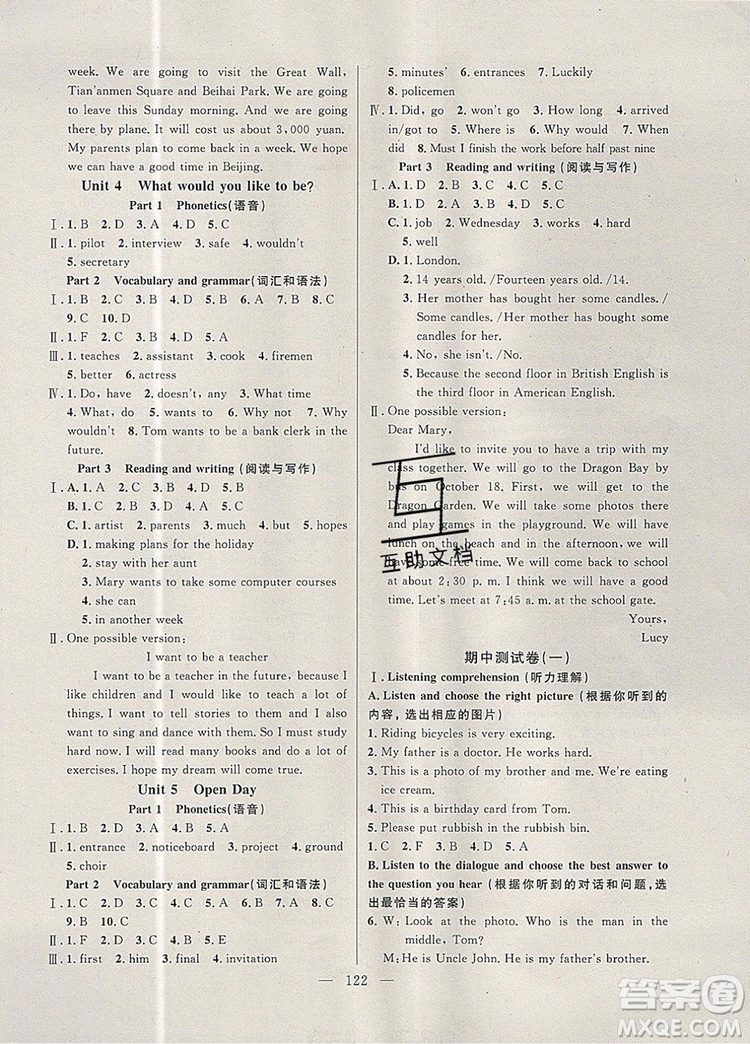 week. We are going to visit the Great Wall,
Tian'anmen Square and Beihai Park. We are going
to leave this Sunday morning. And we are going
there by plane. It will cost us about 3,000 yuan.
My parents plan to come back in a week. We hope
we can have a good time in Beijing.
Unit 4 What would you like to be?
Part 1 Phonetics(语音)
Ⅰ. 1. B 2. D 3. A 4. D 5. C
Ⅱ. 1. pilot 2. interview 3. safe 4. wouldn't
5. secretary
Part 2 Vocabulary and grammar(词汇和语法)
Ⅰ. 1. B 2. C 3. B 4. D 5. B 6. A 7. D 8. C
9. C 10. D
Ⅱ. 1. F 2. C 3. B 4. D 5. A
Ⅲ. 1. teaches 2. assistant 3. cook 4. firemen
5. better 6. actress
Ⅳ. 1. Do, have 2. doesn't, any 3. What time
4. What, do 5. wants to 6. Why not 7. Why
wouldn't 8. Tom wants to be a bank clerk in the
future.
Part 3 Reading and writing (阅读与写作)
Ⅰ. A. 1. D 2. D 3. C 4. B 5. A
B. 1. D 2. B 3. C 4. C 5. D
C. 1. artist 2. parents 3. much 4. but 5. hopes
D. 1. making plans for the holiday
2. stay with her aunt
3. Mary wants to take some computer courses
4. she can
5. in another week
Ⅱ. One possible version:
I want to be a teacher
I want to be a teacher in the future, because I
like children and I want to teach a lot of things. I
want to tell stories to them and I also
want to sing and dance with them. So I must study
hard now. I must read many books and do a lot of
exercises. I hope my dream will come true.
Unit 5 Open Day
Part 1 Phonetics(语音)
Ⅰ. 1. B 2. D 3. A 4. D 5. A
Ⅱ. 1. entrance 2. noticeboard 3. project 4. ground
5. choir
Part 2 Vocabulary and grammar(词汇和语法)
Ⅰ. 1. C 2. C 3. D 4. D 5. A 6. B 7. B 8. C
9. B 10. C
Ⅱ. 1. A 2. F 3. D 4. C 5. B 6. E
Ⅲ. 1. first 2. him 3. final 4. invitation
5. minutes' 6. entrances 7. Luckily
8. policemen
Ⅳ. 1. Did, go 2. won't go 3. How long 4. arrived
in/got to 5. Where is 6. Why don't 7. Neither
do 8. Must I finish the work before half past nine
Part 3 Reading and writing (阅读与写作)
Ⅰ. A. 1. D 2. A 3. D 4. B 5. C
B. 1. D 2. A 3. D 4. D 5. A
C. 1. job 2. Wednesday 3. works 4. hard
5. well
D. 1. London.
2. 14 years old. /Fourteen years old. /14.
3. Her mother has bought her some candles. /
Some candles. /Her mother has bought some
candles for her.
4. No, she isn't.
5. Because the second floor in British English is
the third floor in American English.
Ⅱ. One possible version:
Dear Mary,
I'd like to invite you to have a trip with my
class together. We will go to the Dragon Bay by
bus on October 18. First we will get to the
Dragon Garden. We will take some photos there
and play games in the playground. We will have
lunch on the beach and in the afternoon, we will
have a swim there. We will be back to school
at about 2:30 p. m. I think we will have a great
time. Let's meet at 7:45 a. m. at the school gate.
Yours,
Lucy
期中测试卷(一)
Ⅰ. Listening comprehension (听力理解)
A. Listen and choose the right picture (根据你听到的
内容,选出相应的图片)
1. Riding bicycles is very exciting.
2. My father is a doctor. He works hard.
3. This is a photo of my brother and me. We're eating
ice cream.
4. This is a birthday card from Tom.
5. Please put rubbish in the rubbish bin.
1. B 2. D 3. A 4. C 5. F
B. Listen to the dialogue and choose the best answer to
the question you hear (根据你听到的对话和问题,选
出最恰当的答案)
6. W: Look at the photo. Who is the man in the
middle, Tom?
M: He is Uncle John. He is my father's brother.
— 122 —
互助文档
答案圈
MXQE.COM